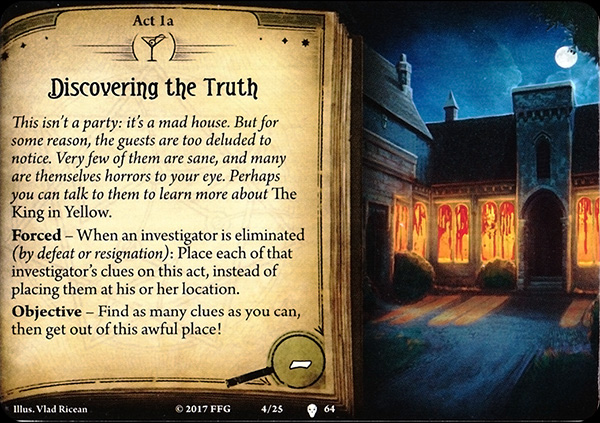 Act 1a
Discovering the Truth
This isn't a party: it's a mad house. But for
some reason, the guests are too deluded to
notice. Very few of them are sane, and many
are themselves horrors to your eye. Perhaps
you can talk to them to learn more about The
King in Yellow.
Forced – When an investigator is eliminated
(by defeat or resignation): Place each of that
investigator's clues on this act, instead of
placing them at his or her location.
Objective – Find as many clues as you can,
then get out of this awful place!
–
Illus. Vlad Ricean © 2017 FFG 4/25 64